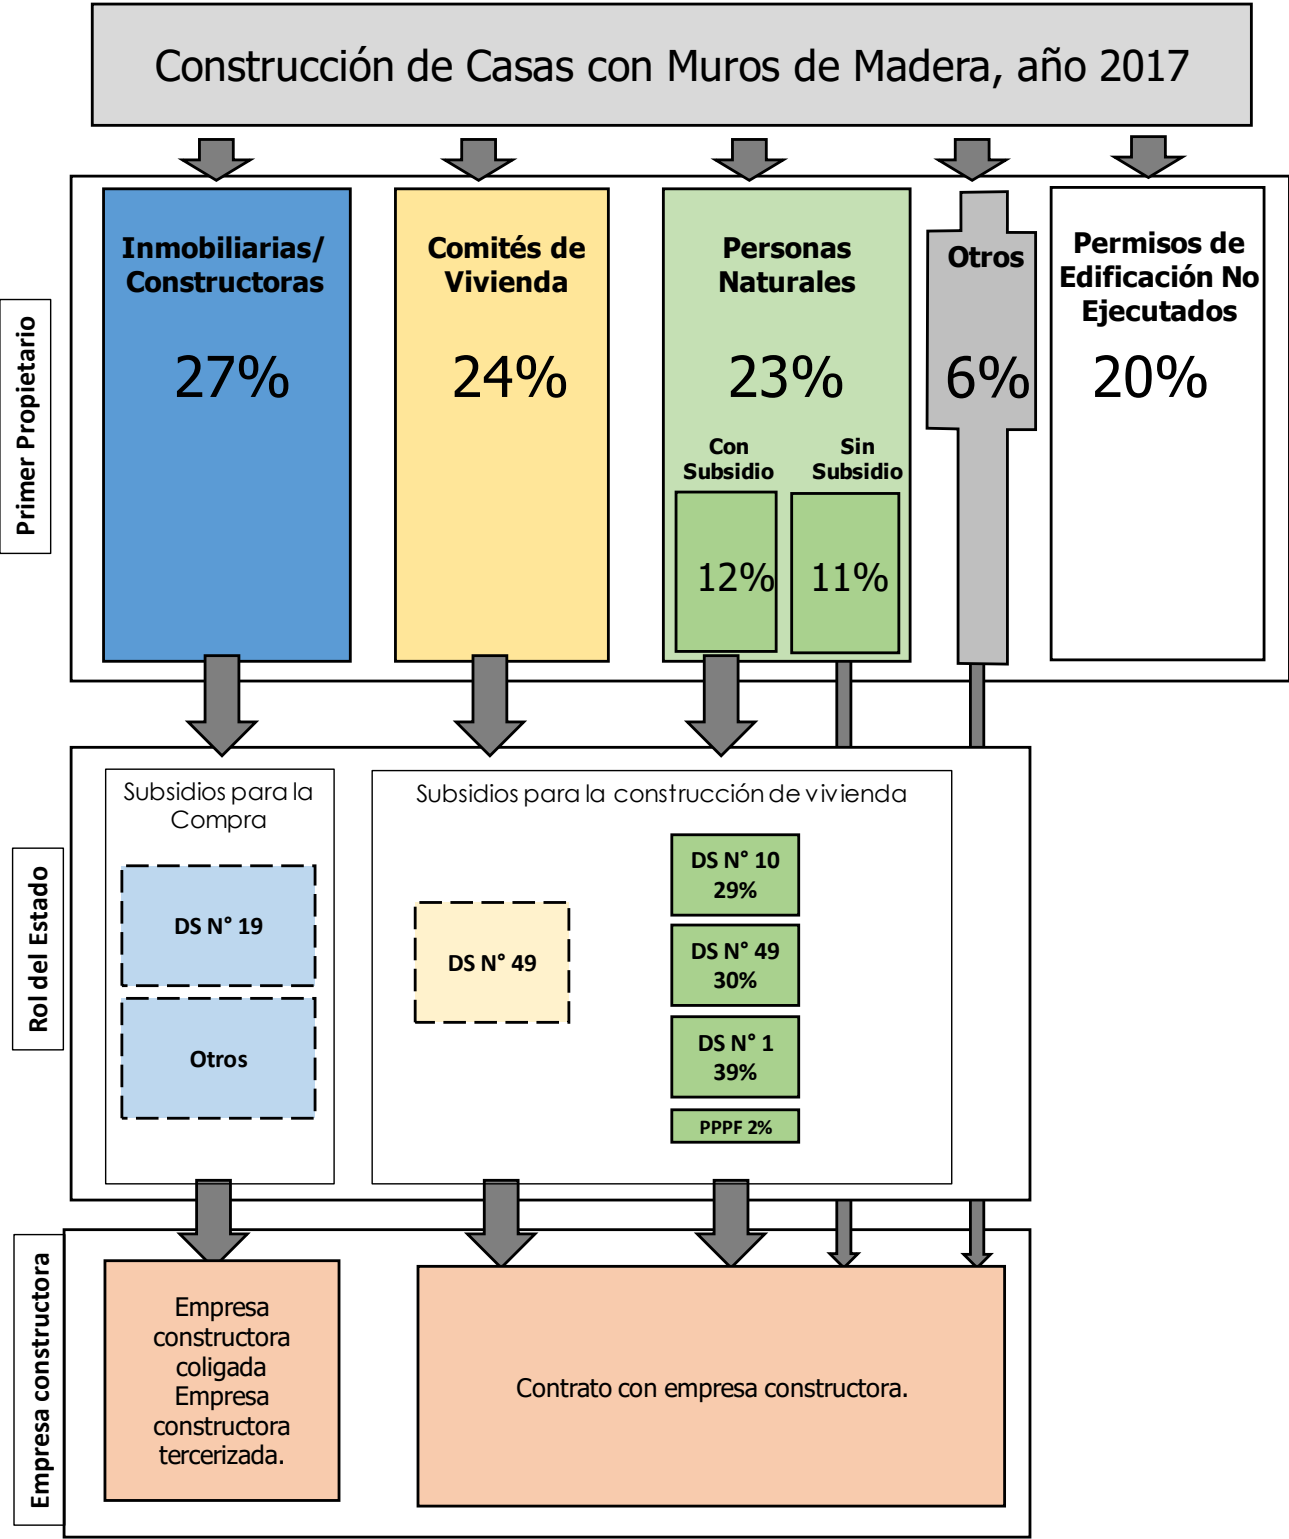 Construcción de Casas con Muros de Madera, año 2017
Primer Propietario
Inmobiliarias/
Constructoras
27%
Comités de
Vivienda
24%
Personas
Naturales
23%
Con
Subsidio
12%
Sin
Subsidio
11%
Otros
6%
Permisos de
Edificación No
Ejecutados
20%
Rol del Estado
Subsidios para la
Compra
DS N° 19
Otros
Subsidios para la construcción de vivienda
DS N° 49
DS N° 10
29%
DS N° 49
30%
DS N° 1
39%
PPPF 2%
Empresa constructora
Empresa
constructora
coligada
Empresa
constructora
tercerizada.
Contrato con empresa constructora.